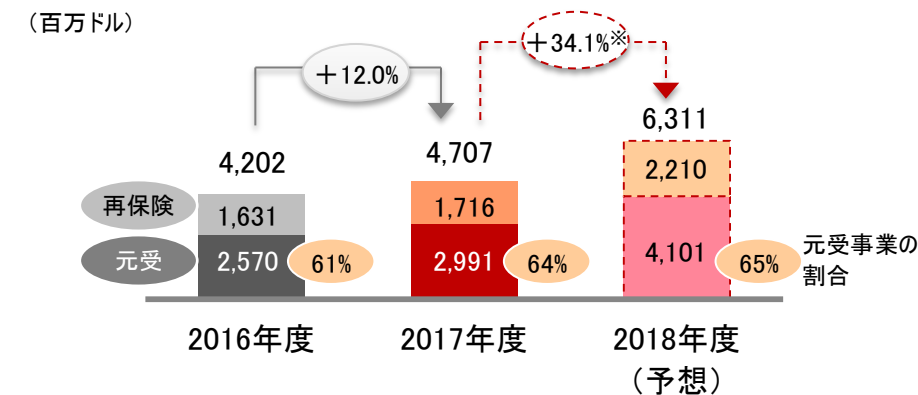 （百万ドル）
＋12.0%
＋34.1%※
4,202
4,707
6,311
再保険
1,631
1,716
2,210
元受
2,570
61%
2,991
64%
4,101
65%
元受事業の
割合
2016年度
2017年度
2018年度
（予想）